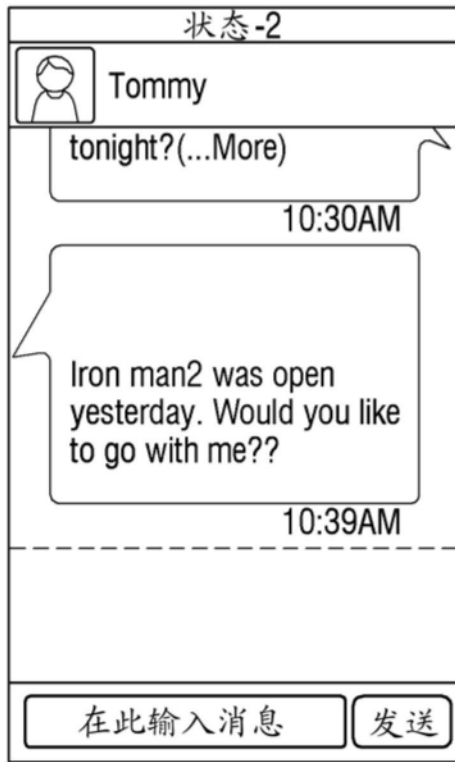 状态-2
Tommy
tonight?(...More)
10:30AM
Iron man2 was open
yesterday. Would you like
to go with me??
10:39AM
在此输入消息
发送